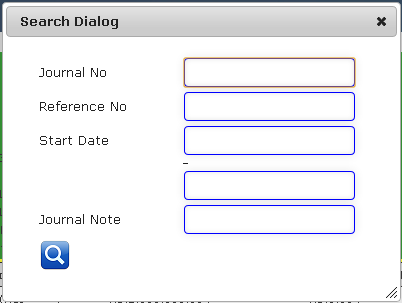 Search Dialog
Journal No
Reference No
Start Date
–
Journal Note